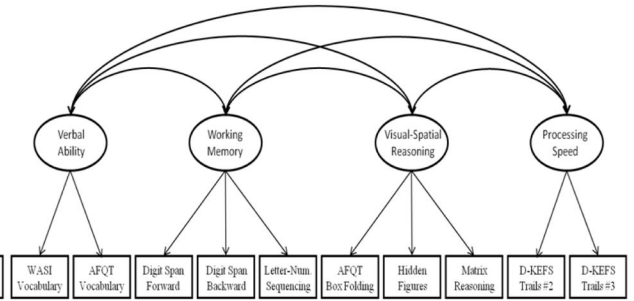 Verbal
Ability
Working
Memory
Visual-Spatial
Reasoning
Processing
Speed
WASI
Vocabulary
AFQT
Vocabulary
Digit Span
Forward
Digit Span
Backward
Letter-Num.
Sequencing
AFQT
Box Folding
Hidden
Figures
Matrix
Reasoning
D-KEFS
Trails #2
D-KEFS
Trails #3